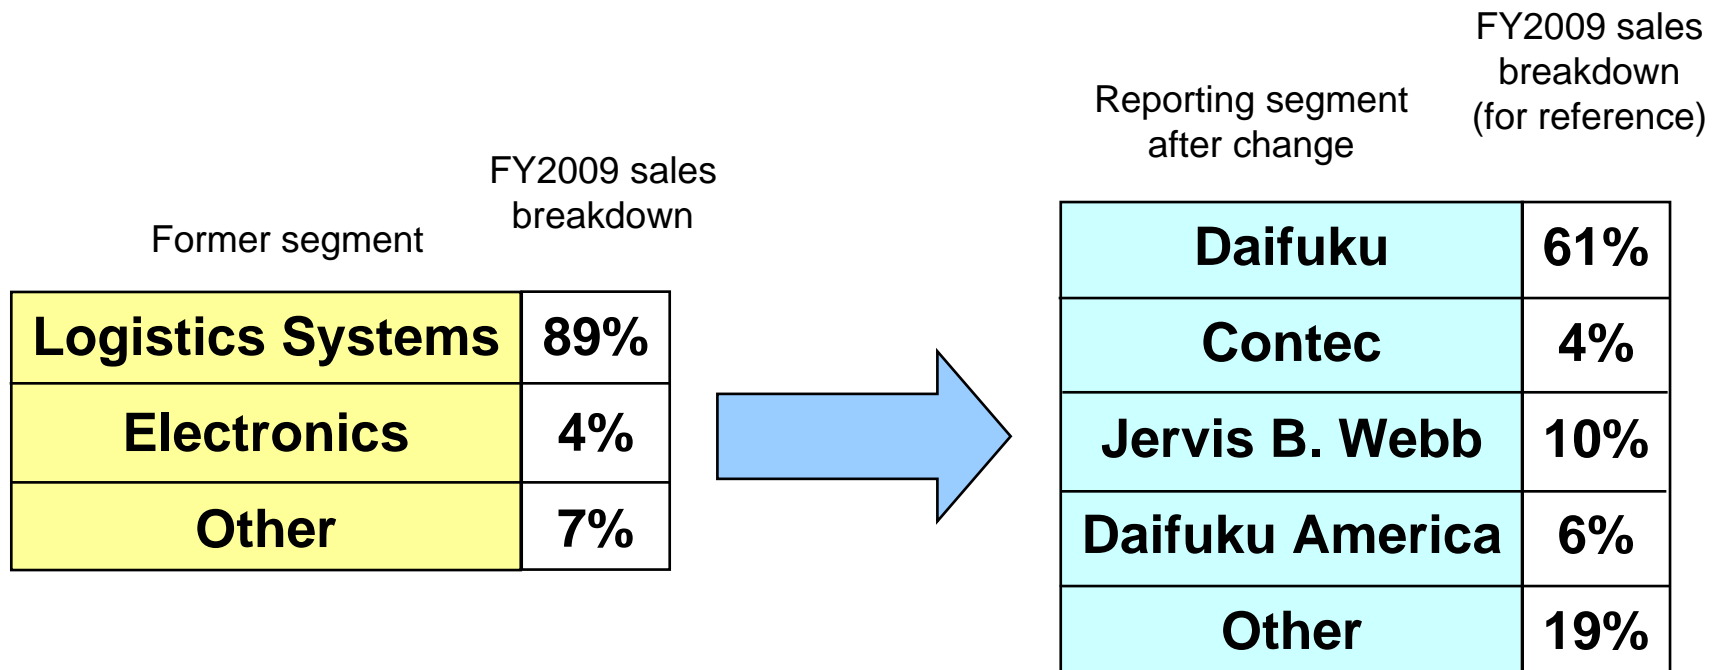 Former segment
FY2009 sales
breakdown
Logistics Systems 89%
Electronics 4%
Other 7%
Reporting segment
after change
FY2009 sales
breakdown
(for reference)
Daifuku 61%
Contec 4%
Jervis B. Webb 10%
Daifuku America 6%
Other 19%